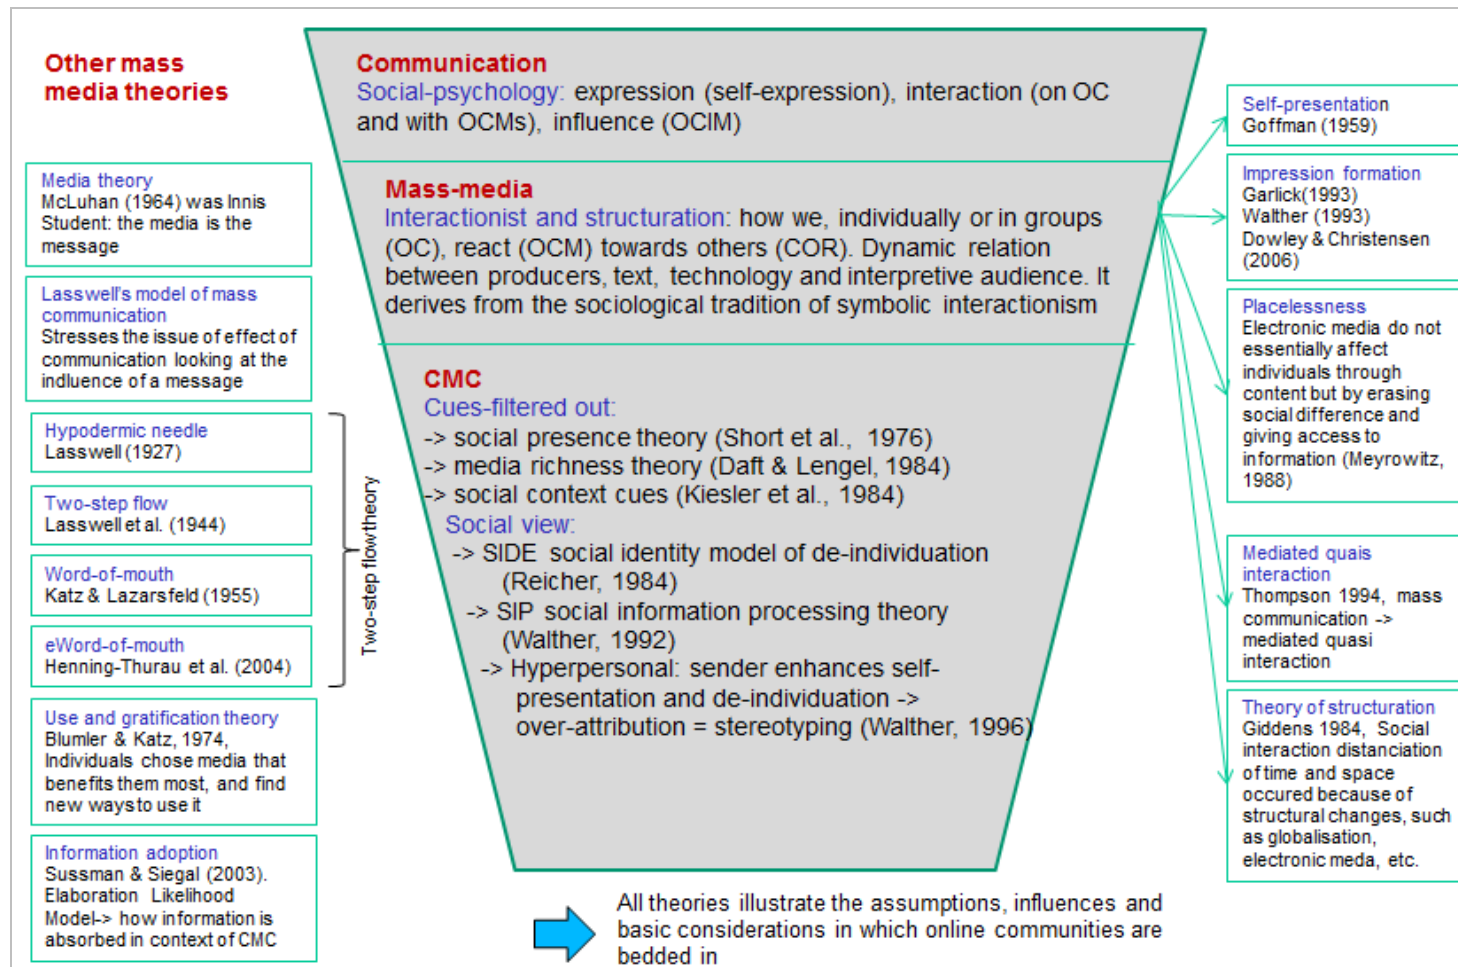 Other mass
media theories
Media theory
McLuhan (1964) was Innis
Student: the media is the
message
Lasswell's model of mass
communication
Stresses the issue of effect of
communication looking at the
indluence of a message
Hypodermic needle
Lasswell (1927)
Two-step flow
Lasswell et al. (1944)
Word-of-mouth
Katz & Lazarsfeld (1955)
eWord-of-mouth
Henning-Thurau et al. (2004)
Two-step flow theory
Use and gratification theory
Blumler & Katz, 1974,
Individuals chose media that
benefits them most, and find
new ways to use it
Information adoption
Sussman & Siegal (2003).
Elaboration Likelihood
Model-> how information is
absorbed in context of CMC
Communication
Social-psychology: expression (self-expression), interaction (on OC
and with OCMs), influence (OCIM)
Mass-media
Interactionist and structuration: how we, individually or in groups
(OC), react (OCM) towards others (COR). Dynamic relation
between producers, text, technology and interpretive audience. It
derives from the sociological tradition of symbolic interactionism
CMC
Cues-filtered out:
-> social presence theory (Short et al., 1976)
-> media richness theory (Daft & Lengel, 1984)
-> social context cues (Kiesler et al., 1984)
Social view:
-> SIDE social identity model of de-individuation
(Reicher, 1984)
-> SIP social information processing theory
(Walther, 1992)
-> Hyperpersonal: sender enhances self-
presentation and de-individuation ->
over-attribution = stereotyping (Walther, 1996)
Self-presentation
Goffman (1959)
Impression formation
Garlick(1993)
Walther (1993)
Dowley & Christensen
(2006)
Placelessness
Electronic media do not
essentially affect
individuals through
content but by erasing
social difference and
giving access to
information (Meyrowitz,
1988)
Mediated quais
interaction
Thompson 1994, mass
communication ->
mediated quasi
interaction
Theory of structuration
Giddens 1984, Social
interaction distanciation
of time and space
occured because of
structural changes, such
as globalisation,
electronic meda, etc.
All theories illustrate the assumptions, influences and
basic considerations in which online communities are
bedded in